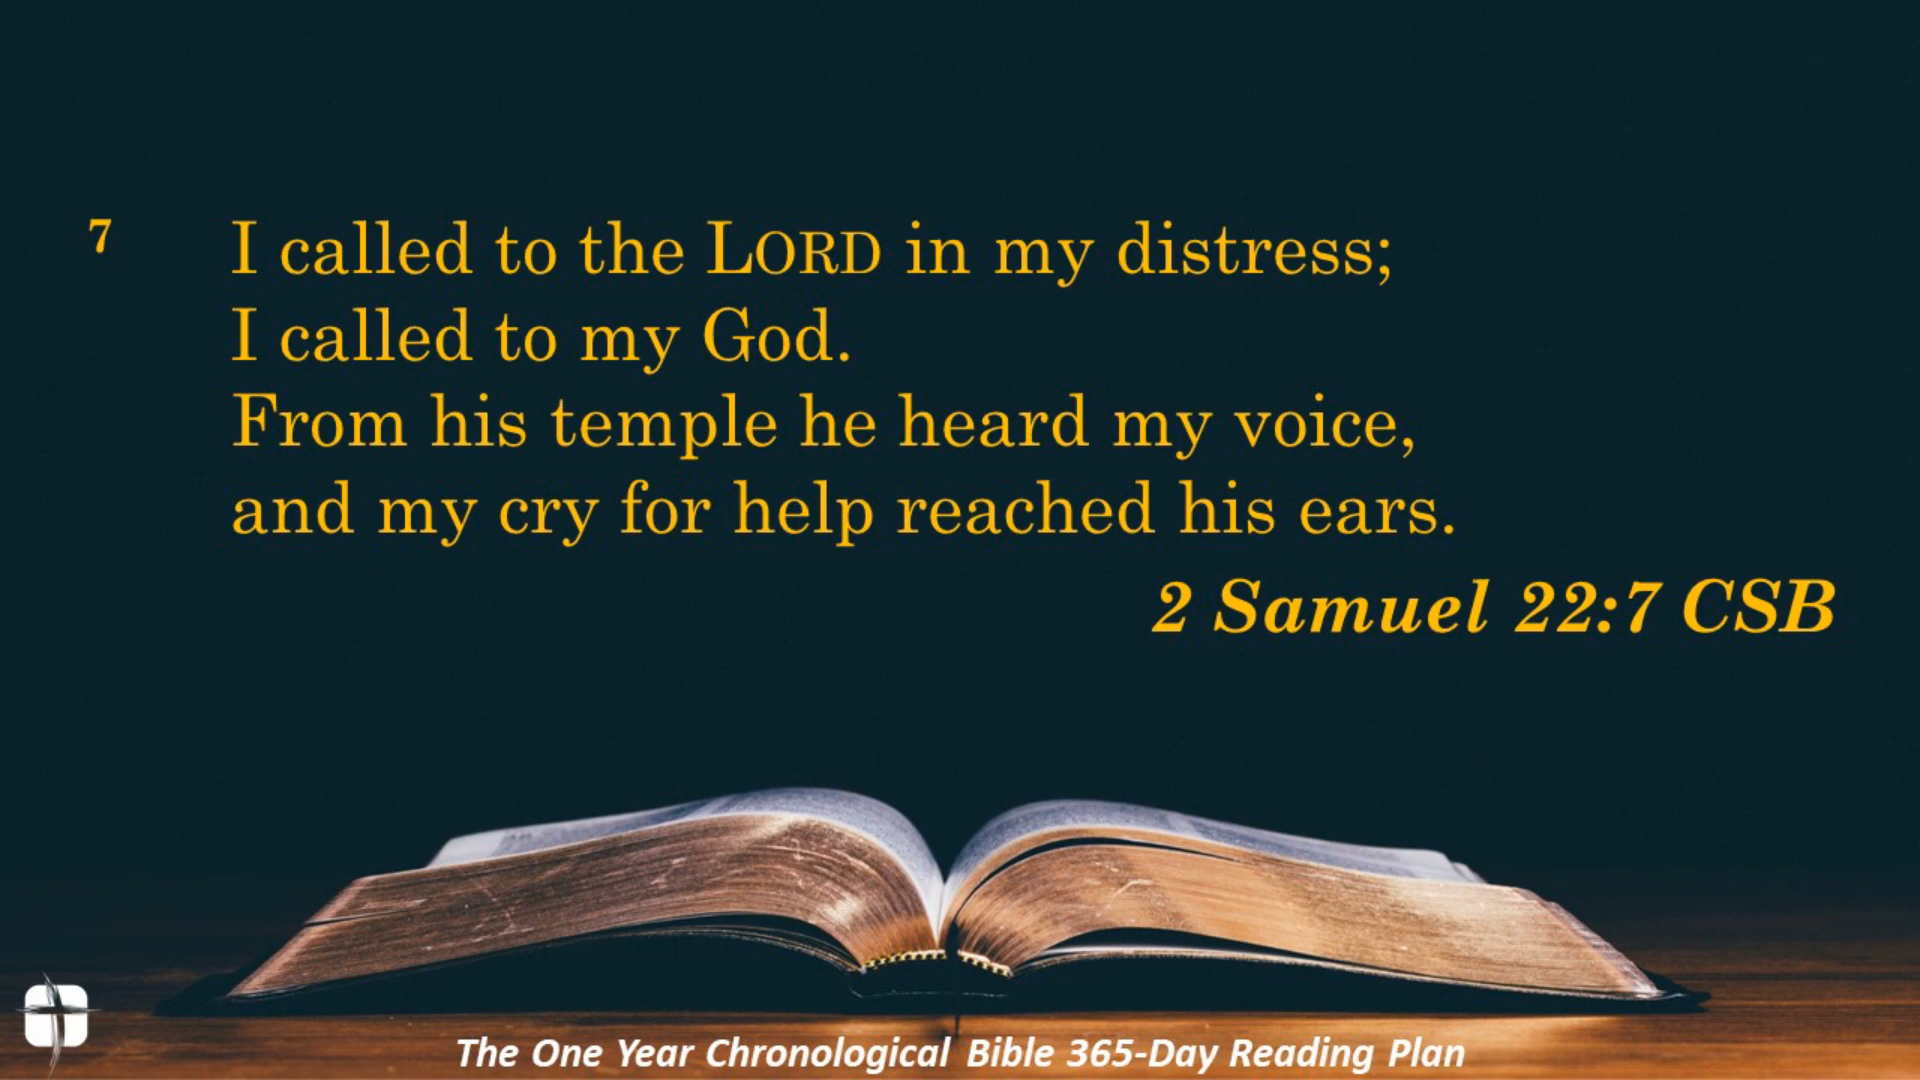 7 I called to the LORD in my distress;
I called to my God.
From his temple he heard my voice,
and my cry for help reached his ears.
2 Samuel 22:7 CSB
The One Year Chronological Bible 365-Day Reading Plan